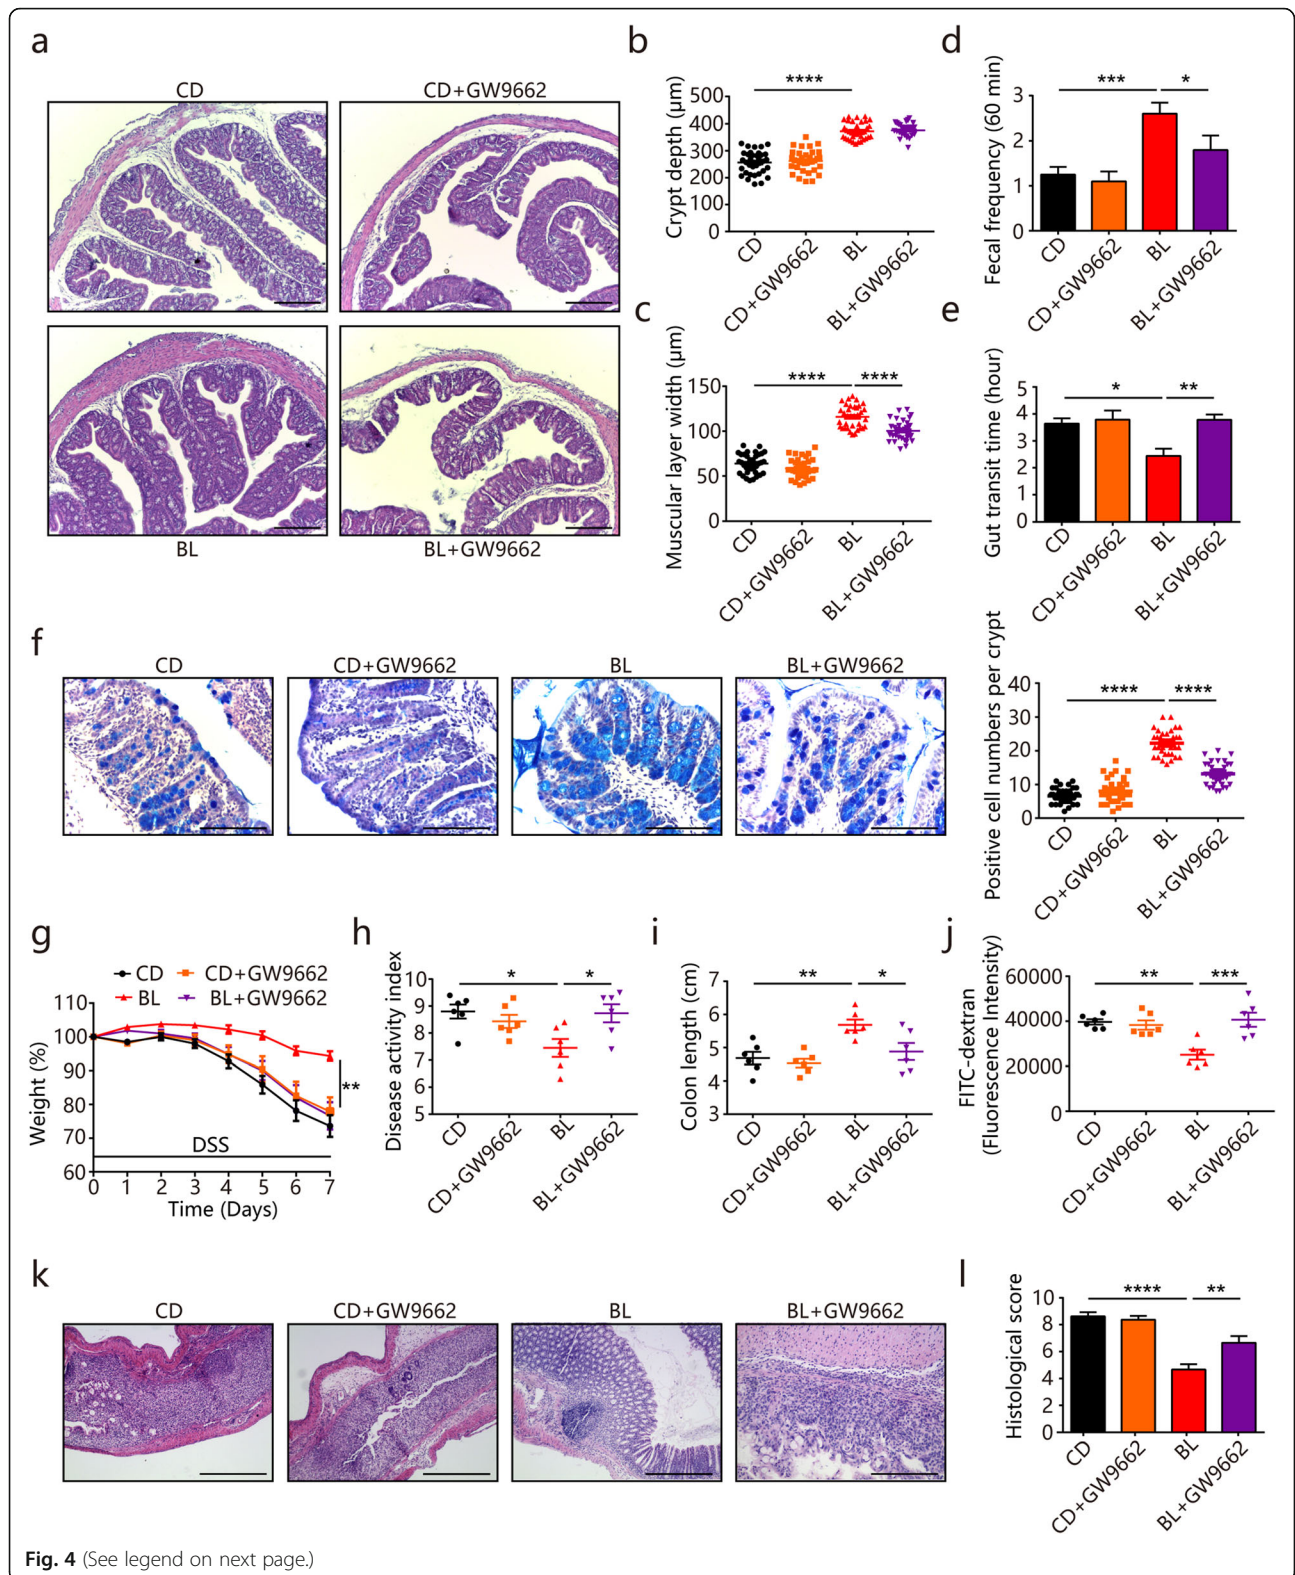 a
CD
CD+GW9662
BL
BL+GW9662
b
****
Crypt depth (μm)
500
400
300
200
100
0
CD
CD+GW9662
BL
BL+GW9662
c
****
****
Muscular layer width (μm)
150
100
50
0
CD
CD+GW9662
BL
BL+GW9662
d
***
*
Fecal frequency (60 min)
3
2
1
0
CD
CD+GW9662
BL
BL+GW9662
e
*
**
Gut transit time (hour)
5
4
3
2
1
0
CD
CD+GW9662
BL
BL+GW9662
f
CD
CD+GW9662
BL
BL+GW9662
****
****
Positive cell numbers per crypt
40
30
20
10
0
CD
CD+GW9662
BL
BL+GW9662
g
CD
CD+GW9662
BL
BL+GW9662
Weight (%)
110
100
90
80
70
60
**
DSS
0 1 2 3 4 5 6 7
Time (Days)
h
*
*
Disease activity index
10
9
8
7
6
5
CD
CD+GW9662
BL
BL+GW9662
i
**
*
Colon length (cm)
7
6
5
4
3
CD
CD+GW9662
BL
BL+GW9662
j
**
***
FITC-dextran
(Fluorescence Intensity)
60000
40000
20000
0
CD
CD+GW9662
BL
BL+GW9662
k
CD
CD+GW9662
BL
BL+GW9662
l
****
**
Histological score
10
8
6
4
2
0
CD
CD+GW9662
BL
BL+GW9662
Fig. 4 (See legend on next page.)